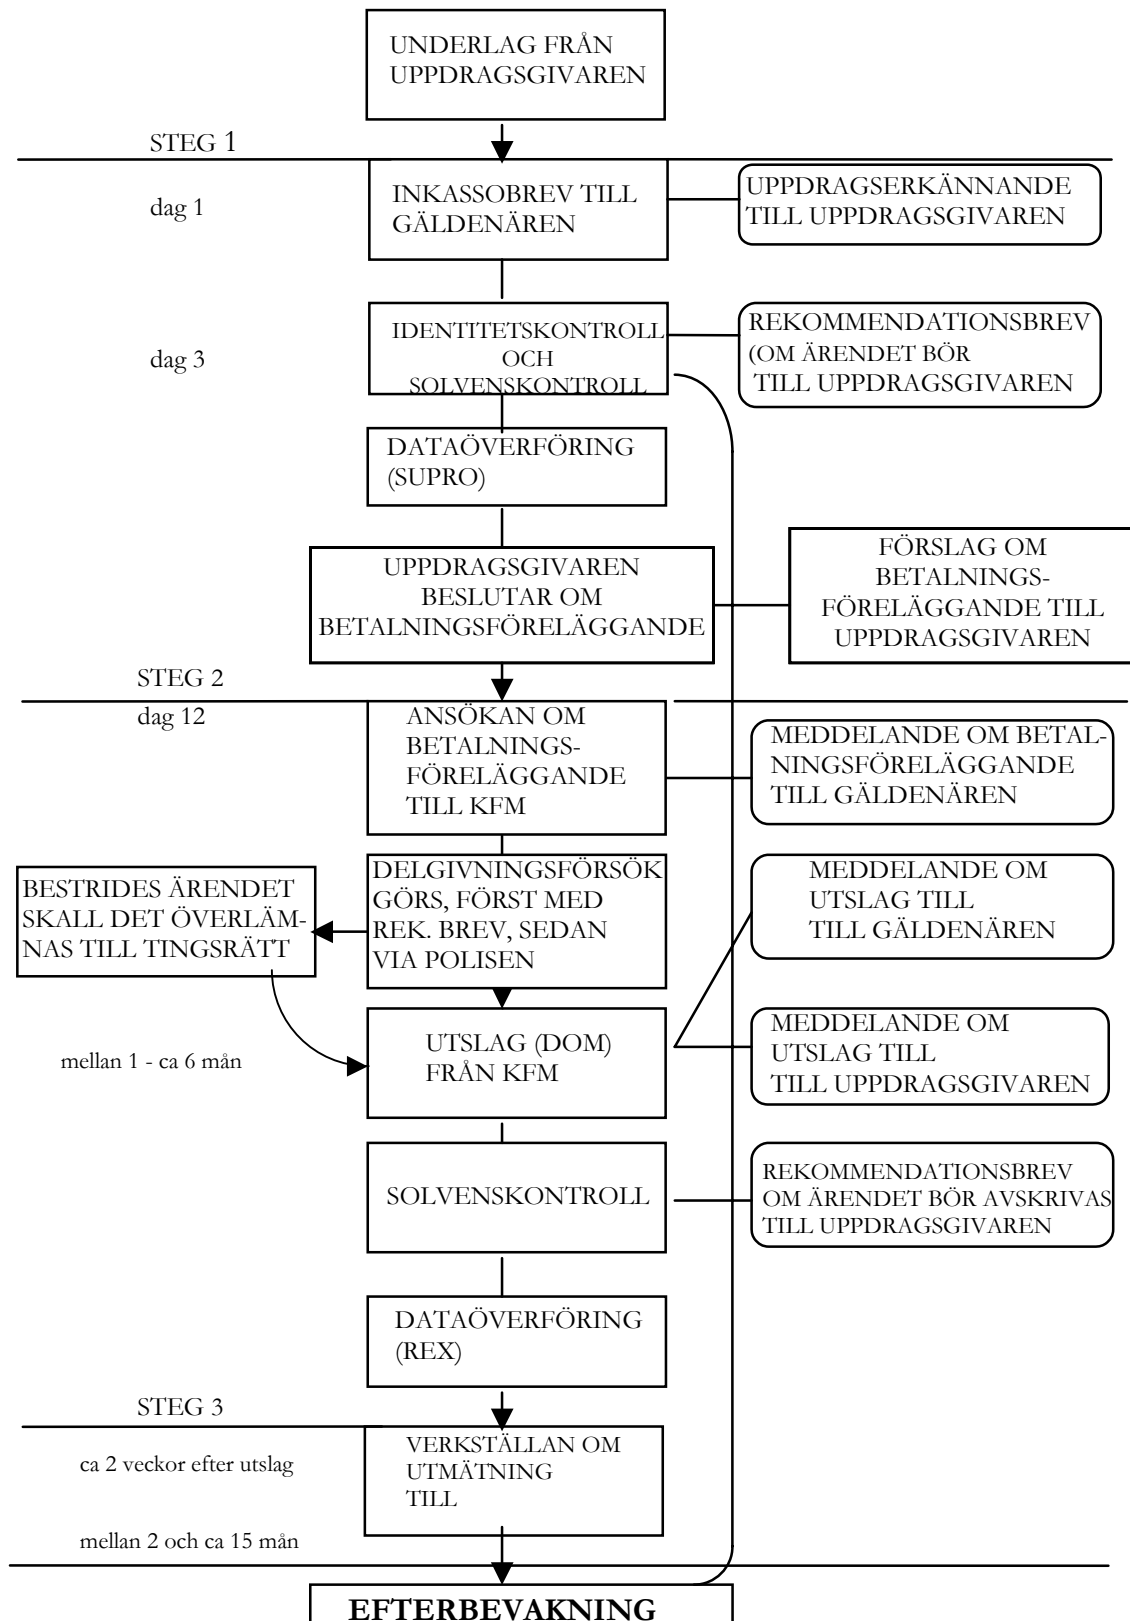 UNDERLAG FRÅN
UPPDRAGSGIVAREN
STEG 1
dag 1
INKASSOBREV TILL
GÄLDENÄREN
UPPDRAGSERKÄNNANDE
TILL UPPDRAGSGIVAREN
dag 3
IDENTITETSKONTROLL
OCH
SOLVENSKONTROLL
REKOMMENDATIONSBREV
(OM ÄRENDET BÖR
TILL UPPDRAGSGIVAREN
DATAÖVERFÖRING
(SUPRO)
UPPDRAGSGIVAREN
BESLUTAR OM
BETALNINGSFÖRELÄGGANDE
FÖRSLAG OM
BETALNINGS-
FÖRELÄGGANDE TILL
UPPDRAGSGIVAREN
STEG 2
dag 12
ANSÖKAN OM
BETALNINGS-
FÖRELÄGGANDE
TILL KFM
MEDDELANDE OM BETAL-
NINGSFÖRELÄGGANDE
TILL GÄLDENÄREN
BESTRIDES ÄRENDET
SKALL DET ÖVERLÄM-
NAS TILL TINGSRÄTT
DELGIVNINGSFÖRSÖK
GÖRS, FÖRST MED
REK. BREV, SEDAN
VIA POLISEN
MEDDELANDE OM
UTSLAG TILL
TILL GÄLDENÄREN
mellan 1 - ca 6 mån
UTSLAG (DOM)
FRÅN KFM
MEDDELANDE OM
UTSLAG TILL
TILL UPPDRAGSGIVAREN
SOLVENSKONTROLL
REKOMMENDATIONSBREV
OM ÄRENDET BÖR AVSKRIVAS
TILL UPPDRAGSGIVAREN
DATAÖVERFÖRING
(REX)
STEG 3
ca 2 veckor efter utslag
VERKSTÄLLAN OM
UTMÄTNING
TILL
mellan 2 och ca 15 mån
EFTERBEVAKNING